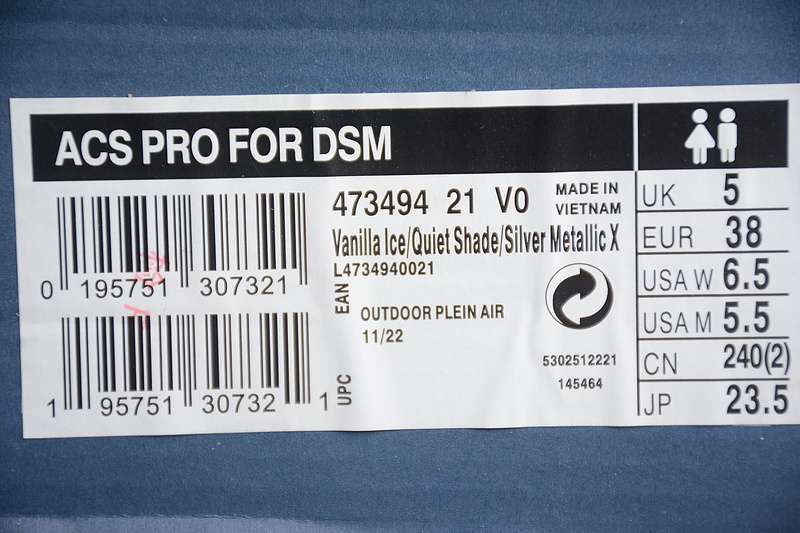 ACS PRO FOR DSM
473494 21 V0
MADE IN
VIETNAM
Vanilla Ice/Quiet Shade/Silver Metallic X
L4734940021
0 195751 307321
EAN
OUTDOOR PLEIN AIR
11/22
1 95751 30732 1
UPC
5302512221
145464
UK 5
EUR 38
USA W 6.5
USA M 5.5
CN 240(2)
JP 23.5